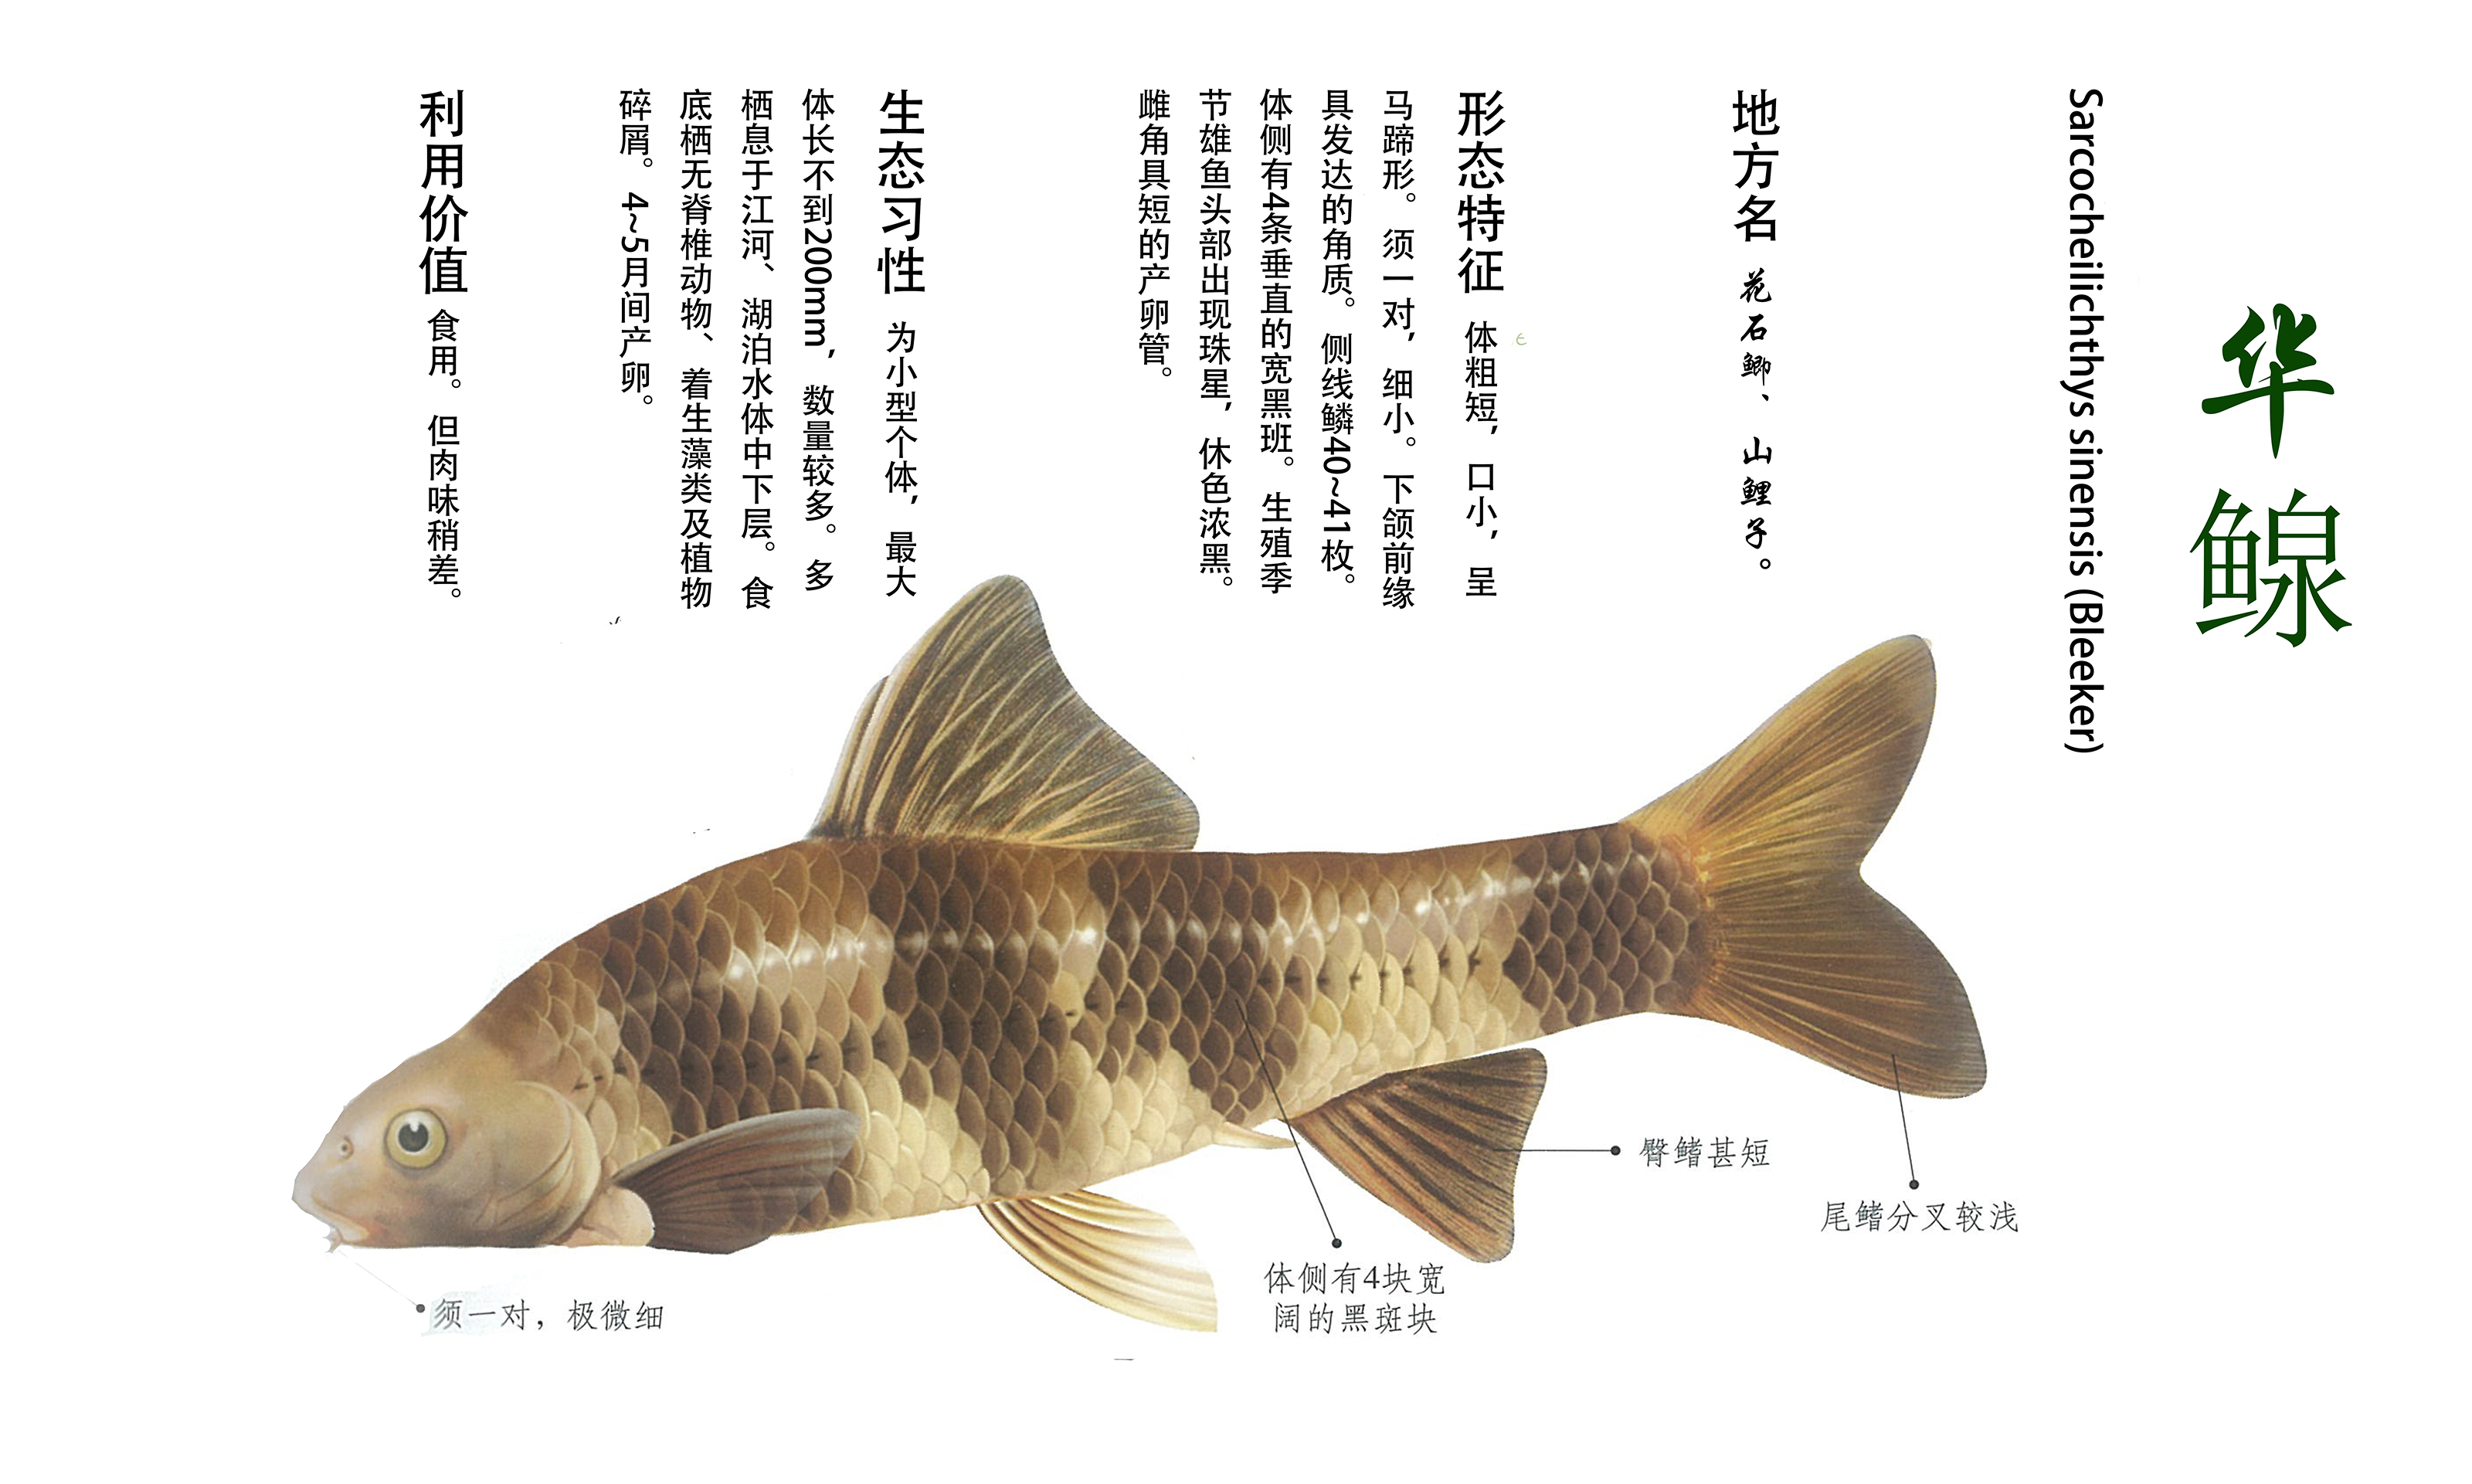 华鳈
Sarcocheilichthys sinensis (Bleeker)
地方名 花石鲫、山鲤子。
形态特征 体粗短，口小，呈
马蹄形。须一对，细小。下颌前缘
具发达的角质。侧线鳞40~41枚。
体侧有4条垂直的宽黑班。生殖季
节雄鱼头部出现珠星，休色浓黑。
雌角具短的产卵管。
生态习性 为小型个体，最大
体长不到200mm，数量较多。多
栖息于江河、湖泊水体中下层。食
底栖无脊椎动物、着生藻类及植物
碎屑。4~5月间产卵。
利用价值 食用。但肉味稍差。
臀鳍甚短
尾鳍分叉较浅
体侧有4块宽
阔的黑斑块
须一对，极微细